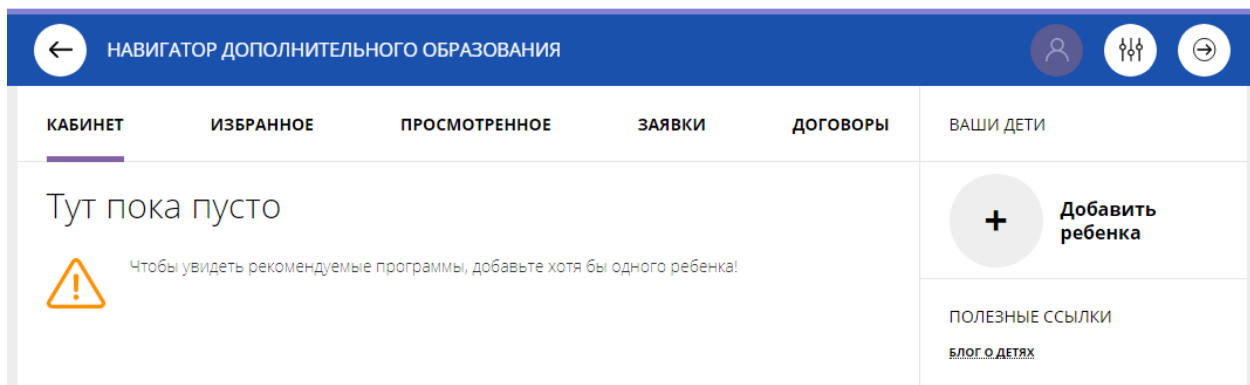 НАВИГАТОР ДОПОЛНИТЕЛЬНОГО ОБРАЗОВАНИЯ
КАБИНЕТ ИЗБРАННОЕ ПРОСМОТРЕННОЕ ЗАЯВКИ ДОГОВОРЫ
Тут пока пусто
Чтобы увидеть рекомендуемые программы, добавьте хотя бы одного ребенка!
ВАШИ ДЕТИ
+ Добавить
ребенка
ПОЛЕЗНЫЕ ССЫЛКИ
БЛОГ О ДЕТЯХ